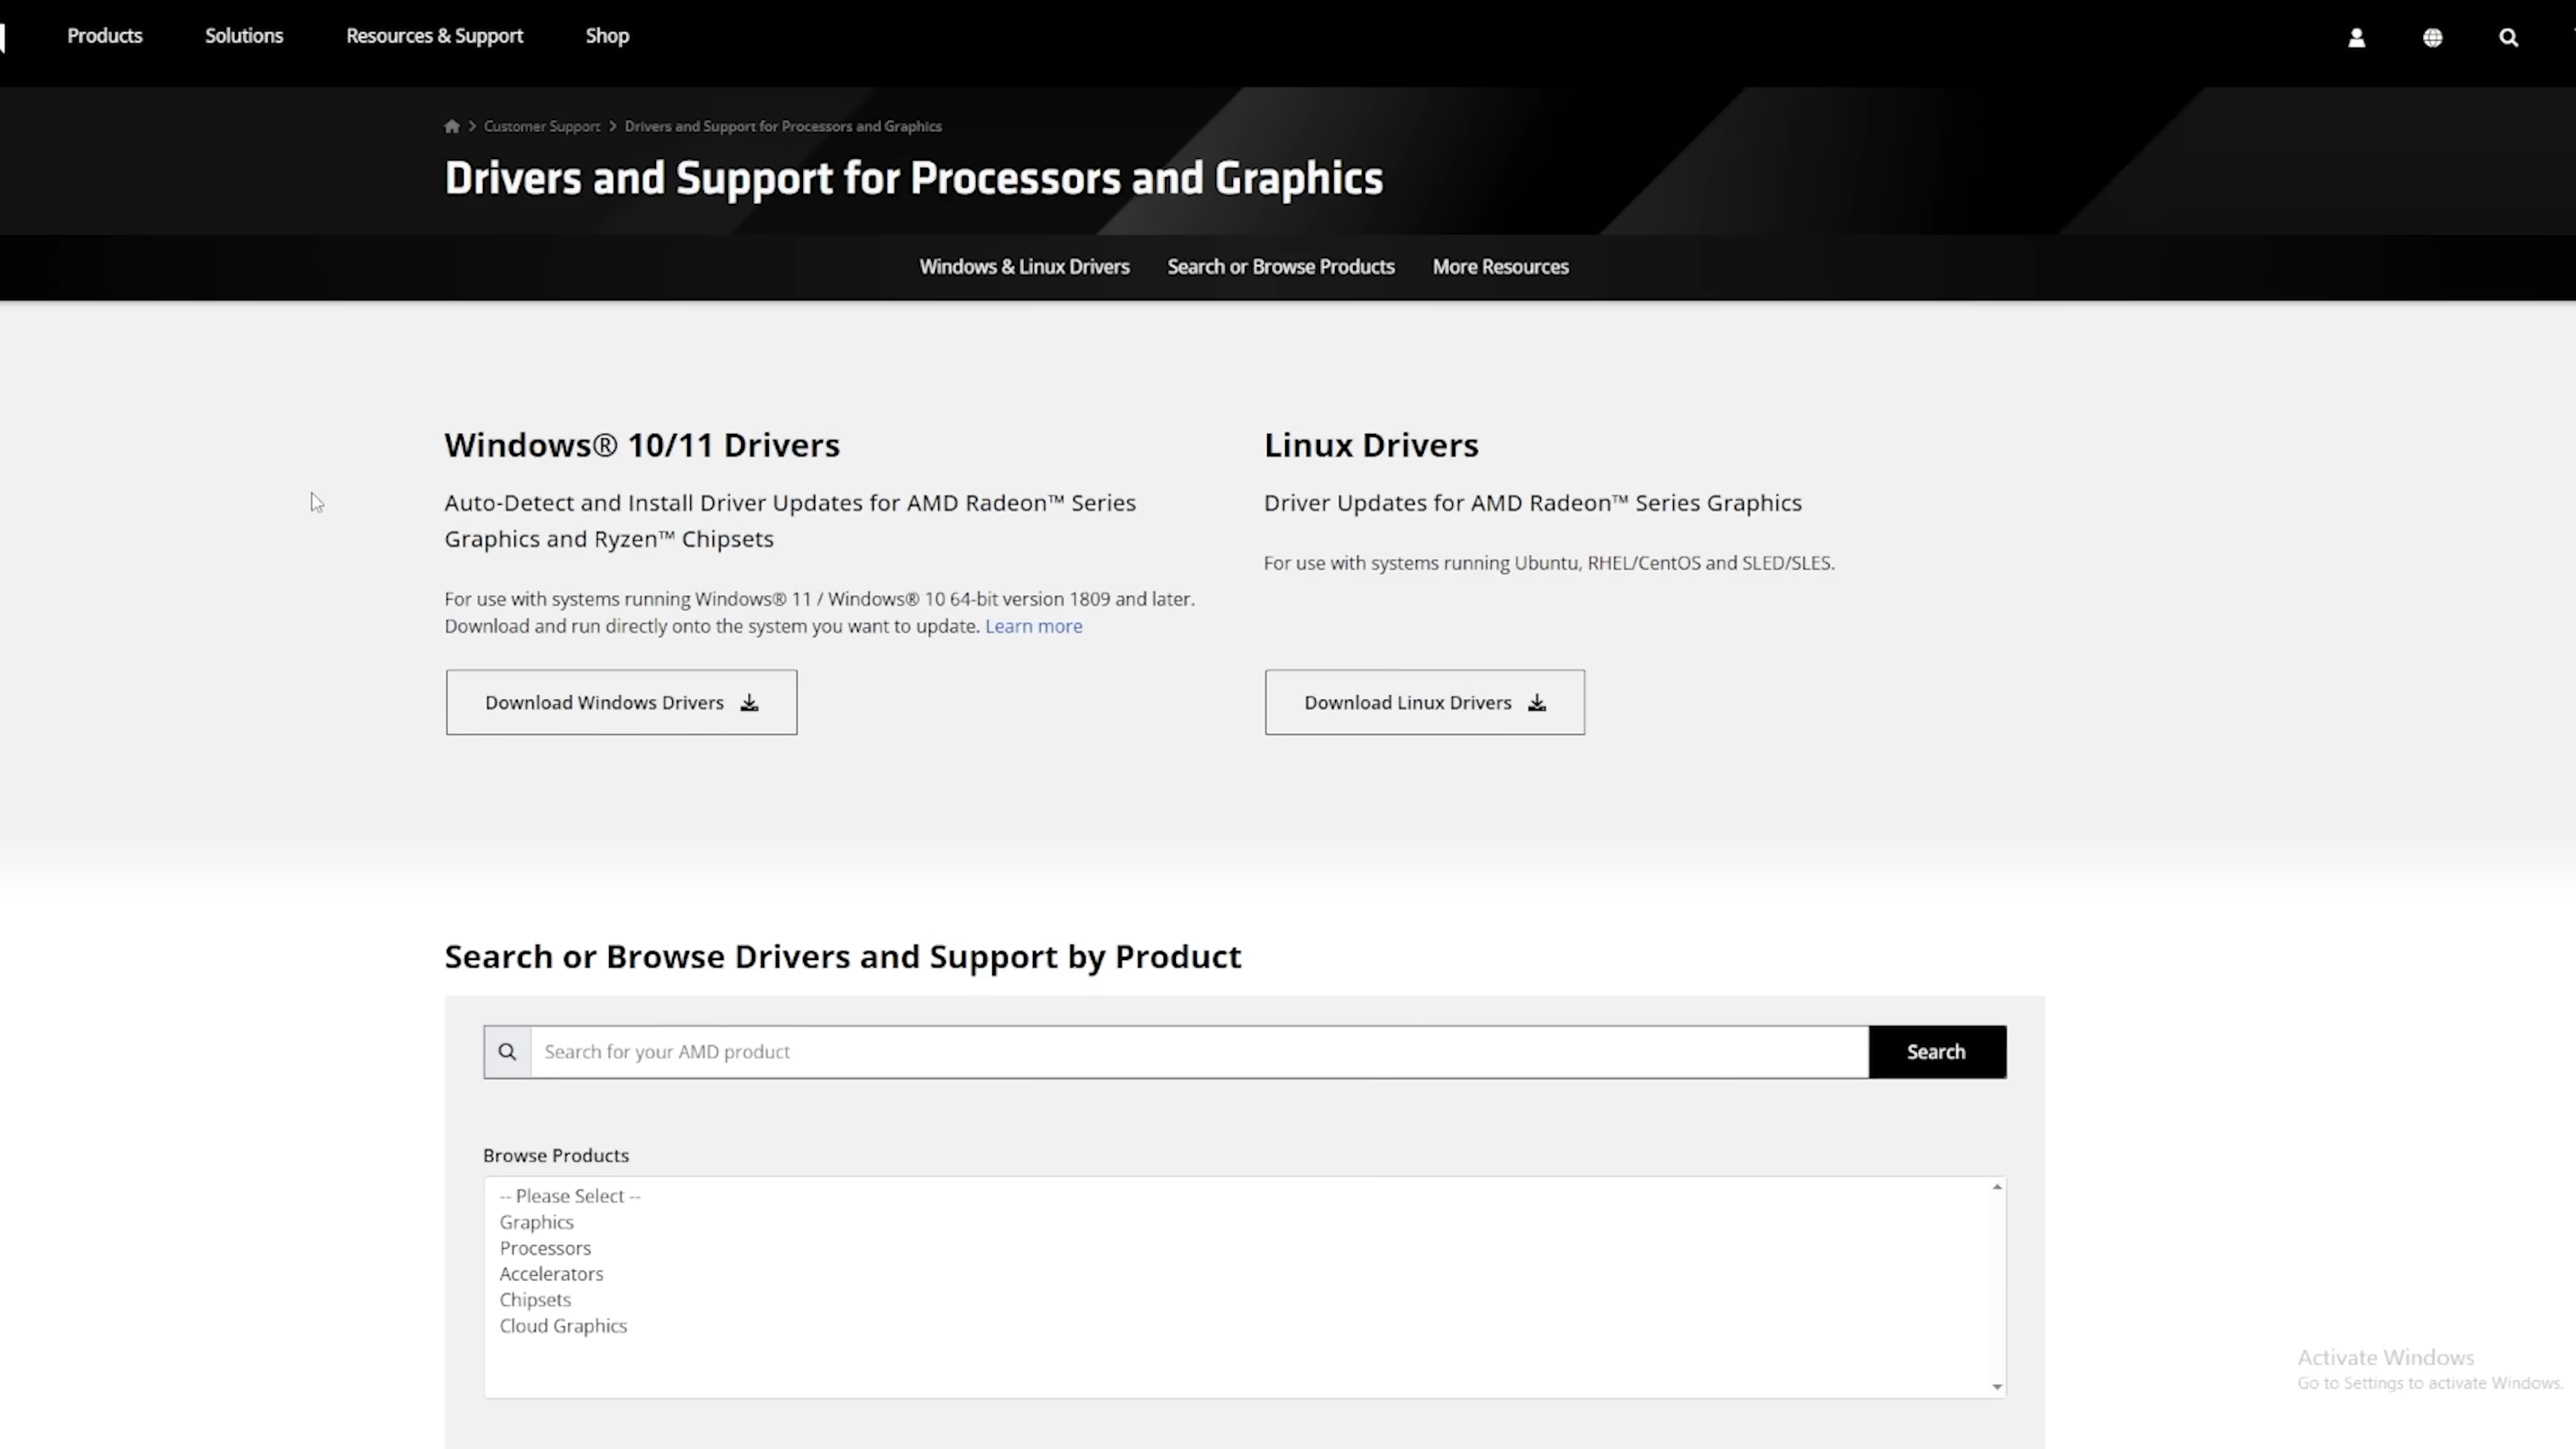 Products Solutions Resources & Support Shop
Customer Support > Drivers and Support for Processors and Graphics
Drivers and Support for Processors and Graphics
Windows & Linux Drivers Search or Browse Products More Resources
Windows® 10/11 Drivers
Auto-Detect and Install Driver Updates for AMD Radeon™ Series
Graphics and Ryzen™ Chipsets
For use with systems running Windows® 11 / Windows® 10 64-bit version 1809 and later.
Download and run directly onto the system you want to update. Learn more
Download Windows Drivers
Linux Drivers
Driver Updates for AMD Radeon™ Series Graphics
For use with systems running Ubuntu, RHEL/CentOS and SLED/SLES.
Download Linux Drivers
Search or Browse Drivers and Support by Product
Search for your AMD product Search
Browse Products
-- Please Select --
Graphics
Processors
Accelerators
Chipsets
Cloud Graphics
Activate Windows
Go to Settings to activate Windows.